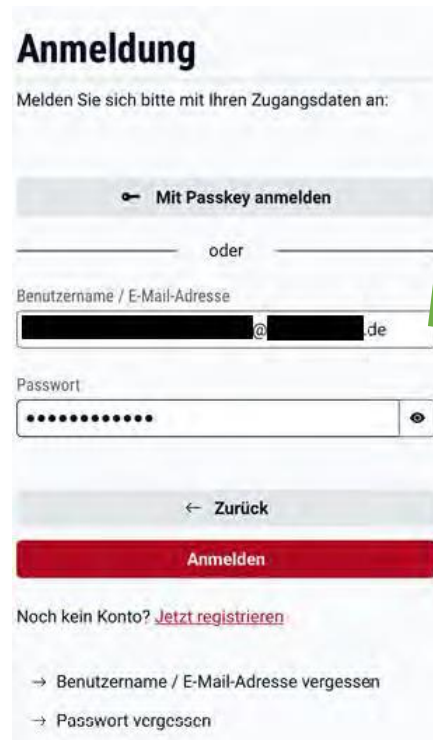 Anmeldung
Melden Sie sich bitte mit Ihren Zugangsdaten an:
Mit Passkey anmelden
oder
Benutzername / E-Mail-Adresse
@ .de
Passwort
••••••••••••
← Zurück
Anmelden
Noch kein Konto? Jetzt registrieren
→ Benutzername / E-Mail-Adresse vergessen
→ Passwort vergessen